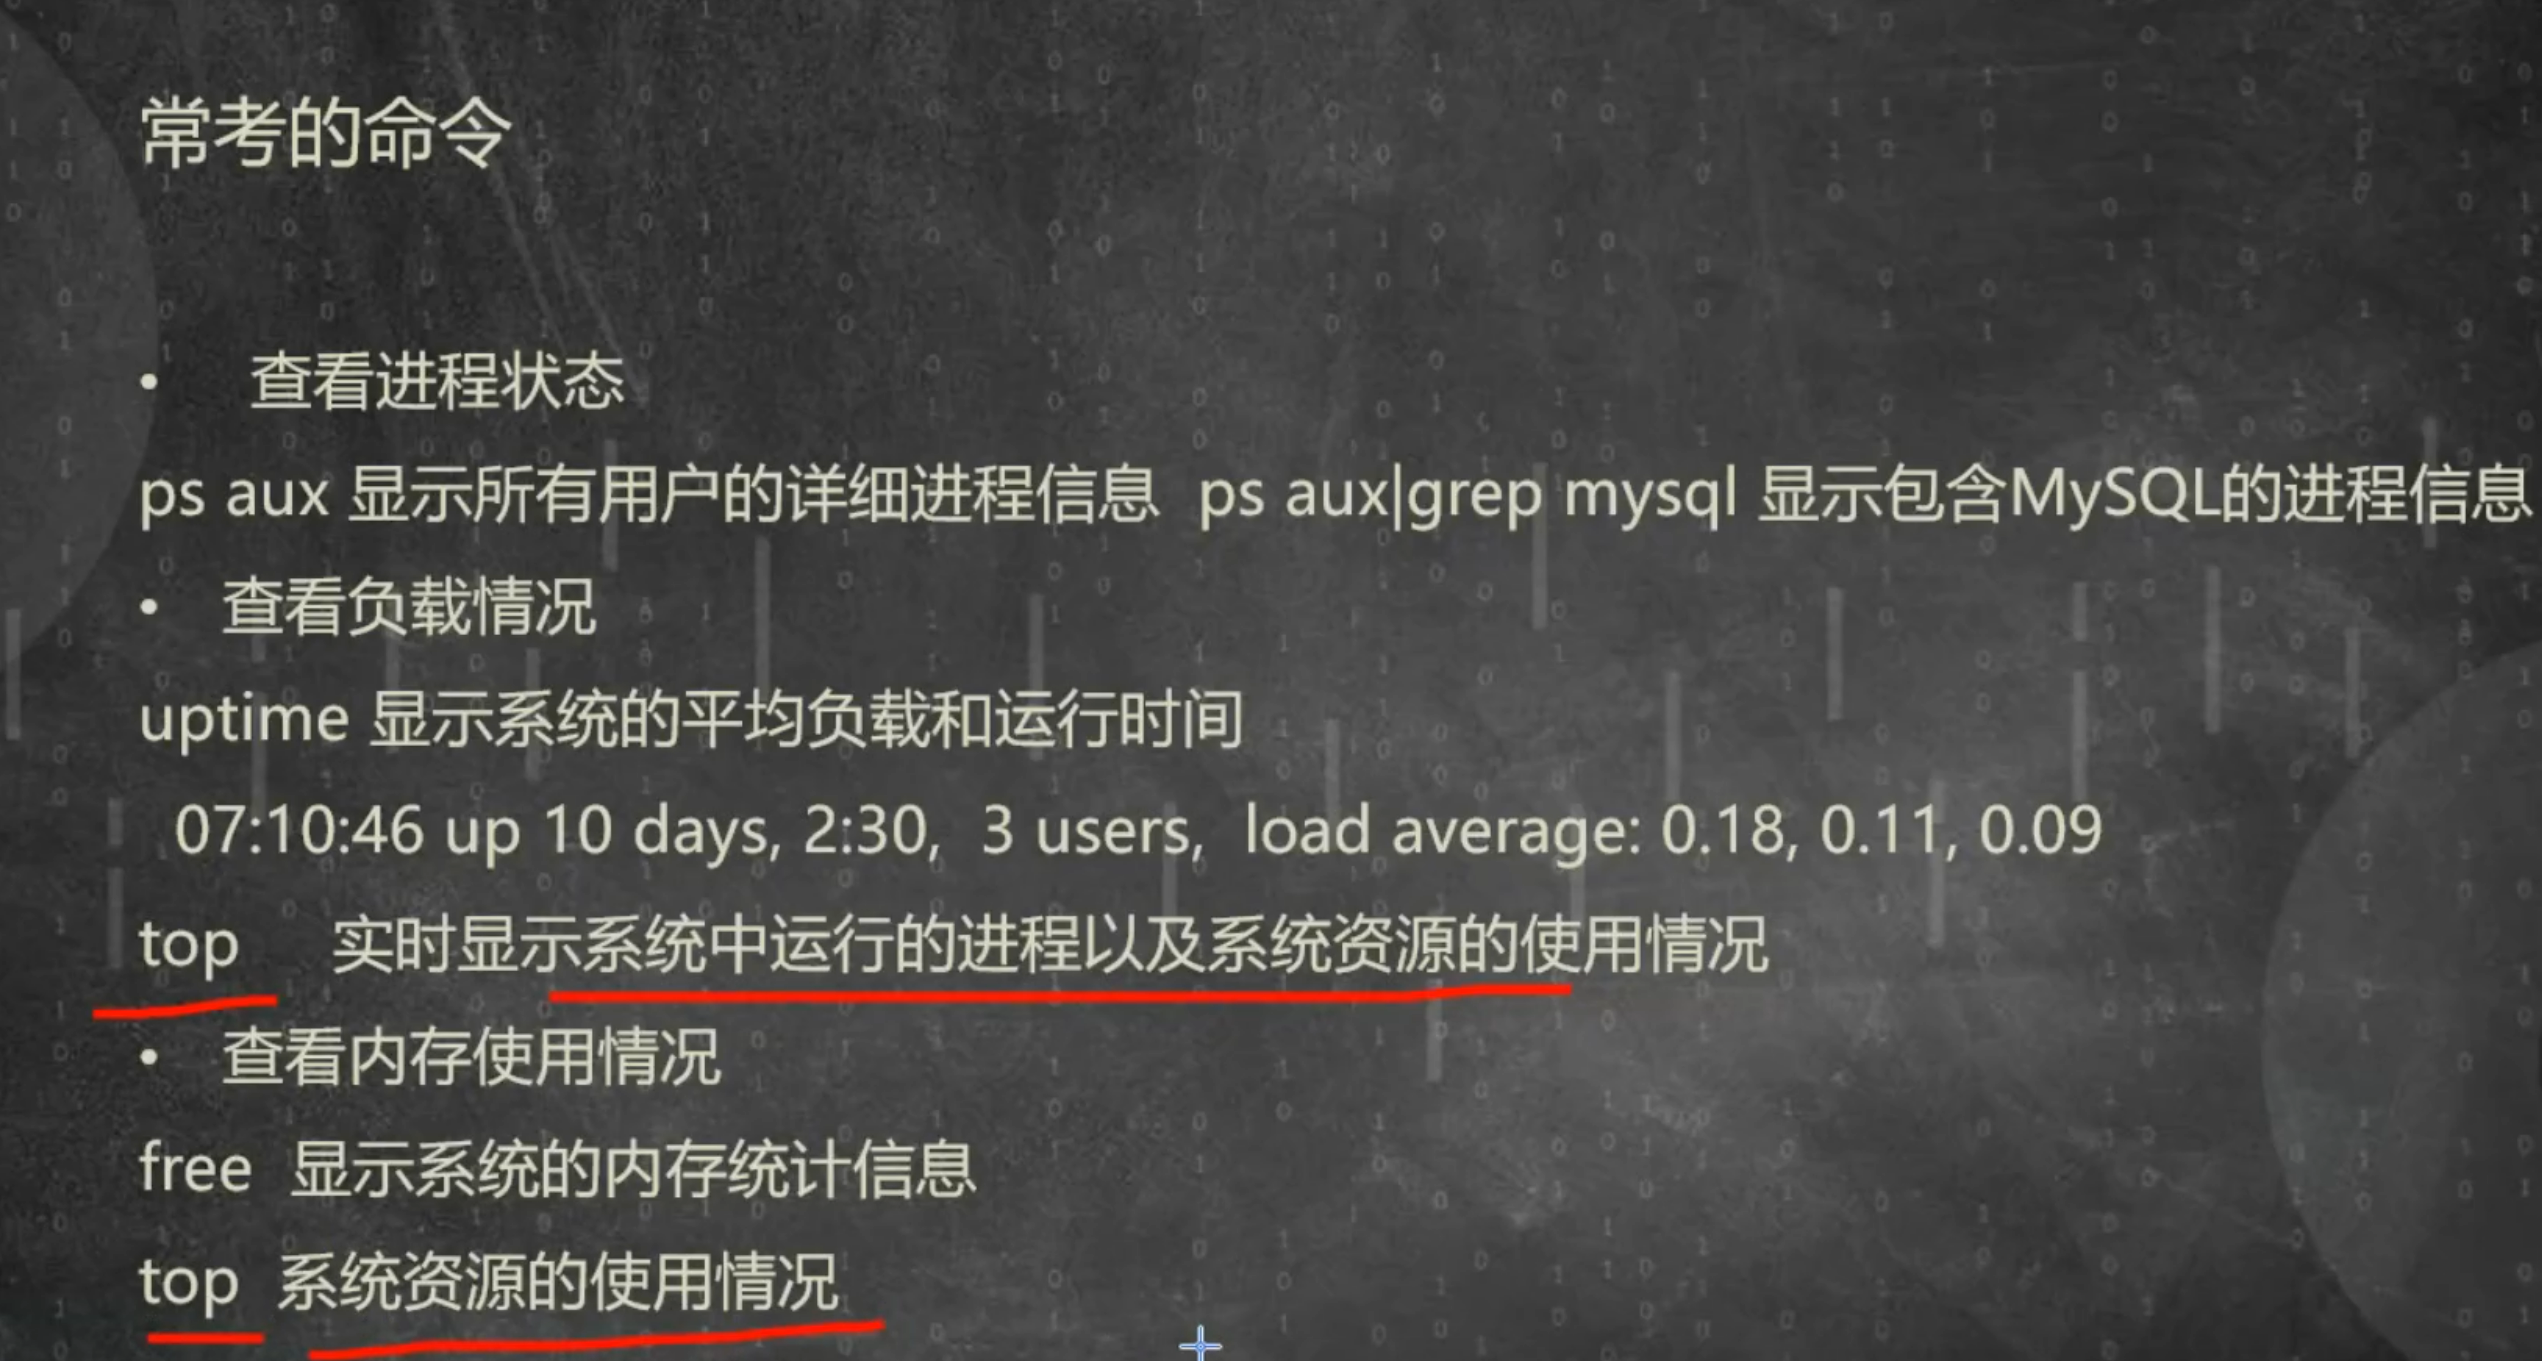 常考的命令
• 查看进程状态
ps aux 显示所有用户的详细进程信息 ps aux|grep mysql 显示包含MySQL的进程信息
• 查看负载情况
uptime 显示系统的平均负载和运行时间
07:10:46 up 10 days, 2:30, 3 users, load average: 0.18, 0.11, 0.09
top 实时显示系统中运行的进程以及系统资源的使用情况
• 查看内存使用情况
free 显示系统的内存统计信息
top 系统资源的使用情况